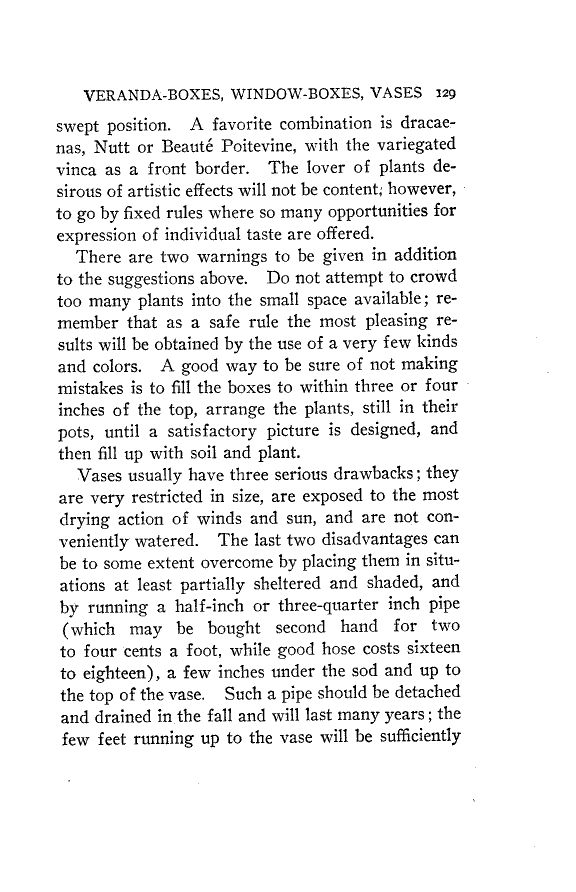 VERANDA-BOXES, WINDOW-BOXES, VASES 129
swept position. A favorite combination is dracae-
nas, Nutt or Beauté Poitevine, with the variegated
vinca as a front border. The lover of plants de-
sirous of artistic effects will not be content; however,
to go by fixed rules where so many opportunities for
expression of individual taste are offered.
There are two warnings to be given in addition
to the suggestions above. Do not attempt to crowd
too many plants into the small space available; re-
member that as a safe rule the most pleasing re-
sults will be obtained by the use of a very few kinds
and colors. A good way to be sure of not making
mistakes is to fill the boxes to within three or four
inches of the top, arrange the plants, still in their
pots, until a satisfactory picture is designed, and
then fill up with soil and plant.
Vases usually have three serious drawbacks; they
are very restricted in size, are exposed to the most
drying action of winds and sun, and are not con-
veniently watered. The last two disadvantages can
be to some extent overcome by placing them in situ-
ations at least partially sheltered and shaded, and
by running a half-inch or three-quarter inch pipe
(which may be bought second hand for two
to four cents a foot, while good hose costs sixteen
to eighteen), a few inches under the sod and up to
the top of the vase. Such a pipe should be detached
and drained in the fall and will last many years; the
few feet running up to the vase will be sufficiently